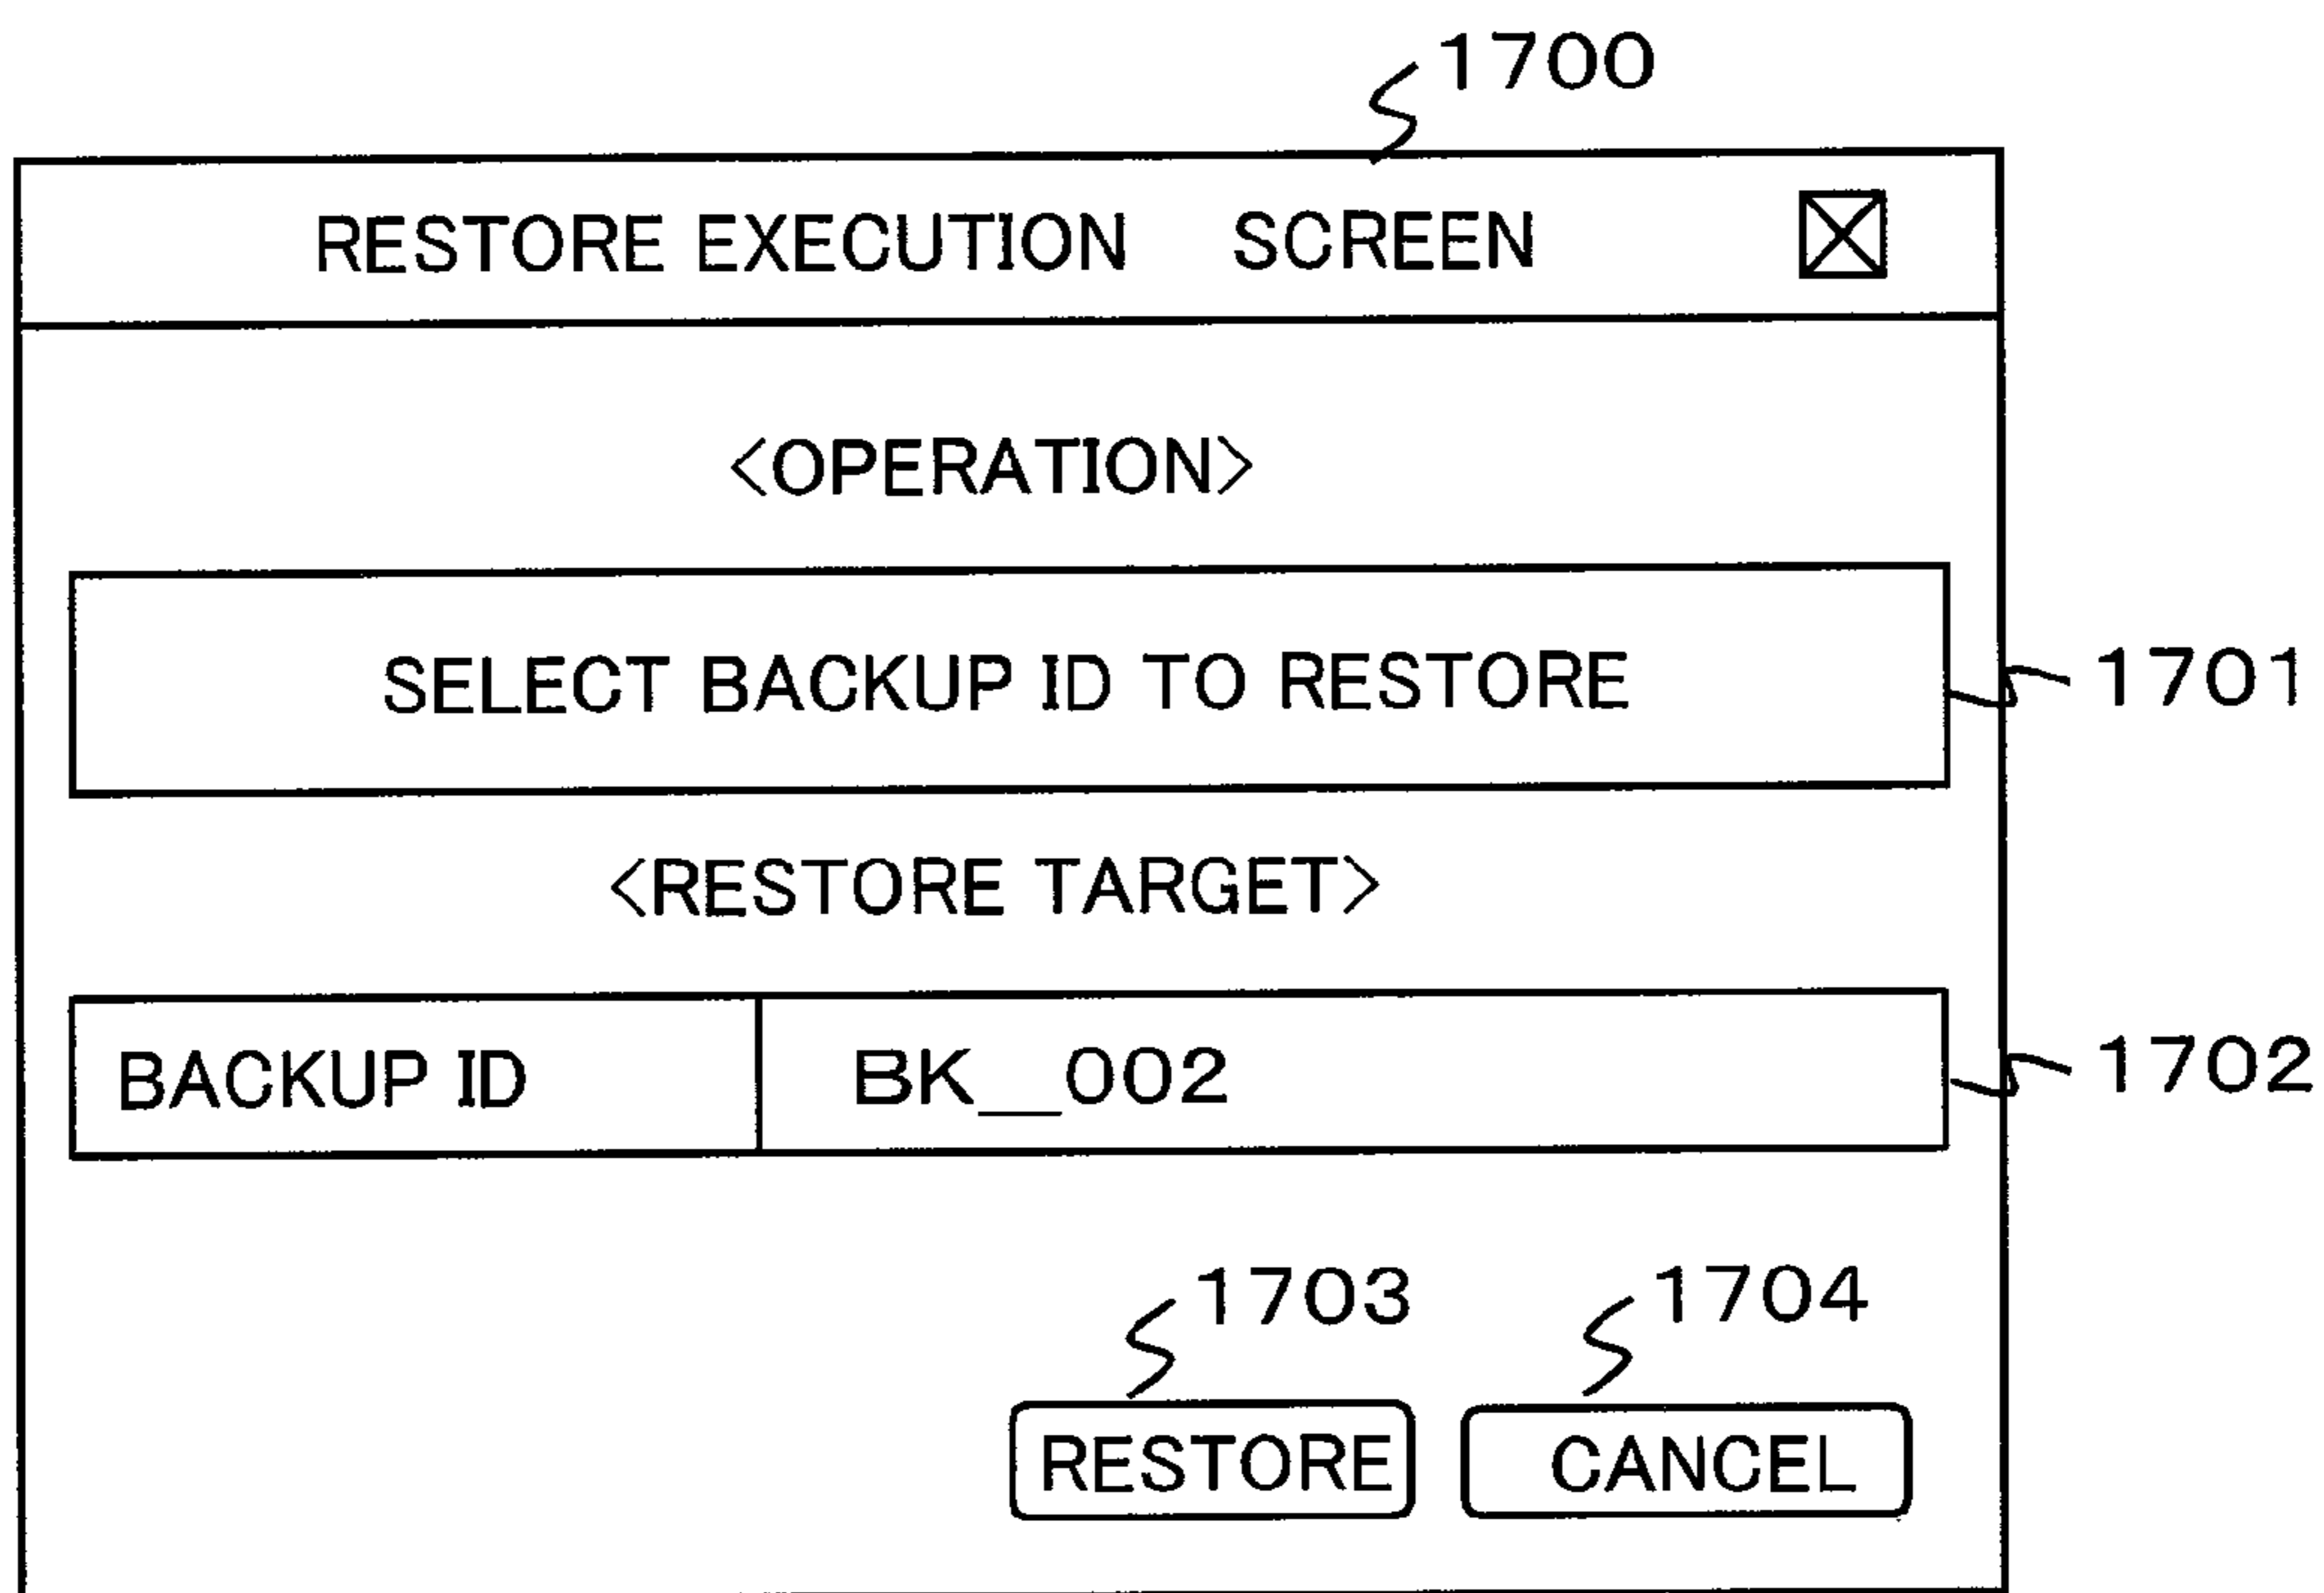 1700
RESTORE EXECUTION SCREEN
<OPERATION>
SELECT BACKUP ID TO RESTORE
1701
<RESTORE TARGET>
BACKUP ID BK__002
1702
1703 1704
RESTORE CANCEL